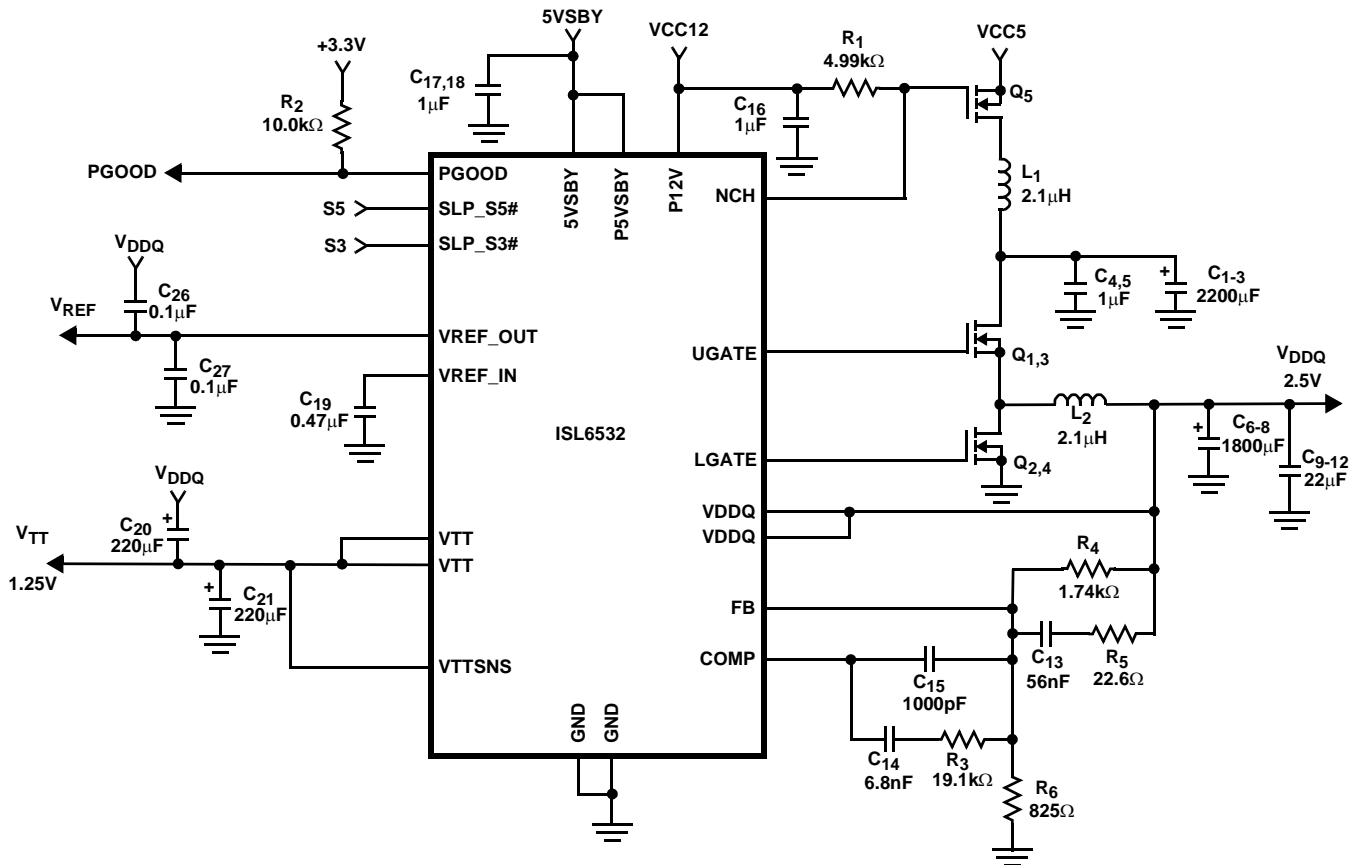 5VSBY
VCC12
VCC5
+3.3V
R1
4.99kΩ
C17,18
1μF
R2
10.0kΩ
C16
1μF
Q5
PGOOD
PGOOD
5VSBY
P5VSBY
P12V
NCH
L1
2.1μH
S5
SLP_S5#
S3
SLP_S3#
VDDQ
C26
0.1μF
VREF
VREF_OUT
C27
0.1μF
VREF_IN
C19
0.47μF
+
C4,5
1μF
C1-3
2200μF
UGATE
Q1,3
VDDQ
2.5V
ISL6532
L2
2.1μH
LGATE
Q2,4
+
C6-8
1800μF
C9-12
22μF
VDDQ
VDDQ
VDDQ
+
C20
220μF
VTT
1.25V
VTT
VTT
+
C21
220μF
VTTSNS
R4
1.74kΩ
FB
C13
56nF
R5
22.6Ω
COMP
C15
1000pF
C14
6.8nF
R3
19.1kΩ
R6
825Ω
GND
GND